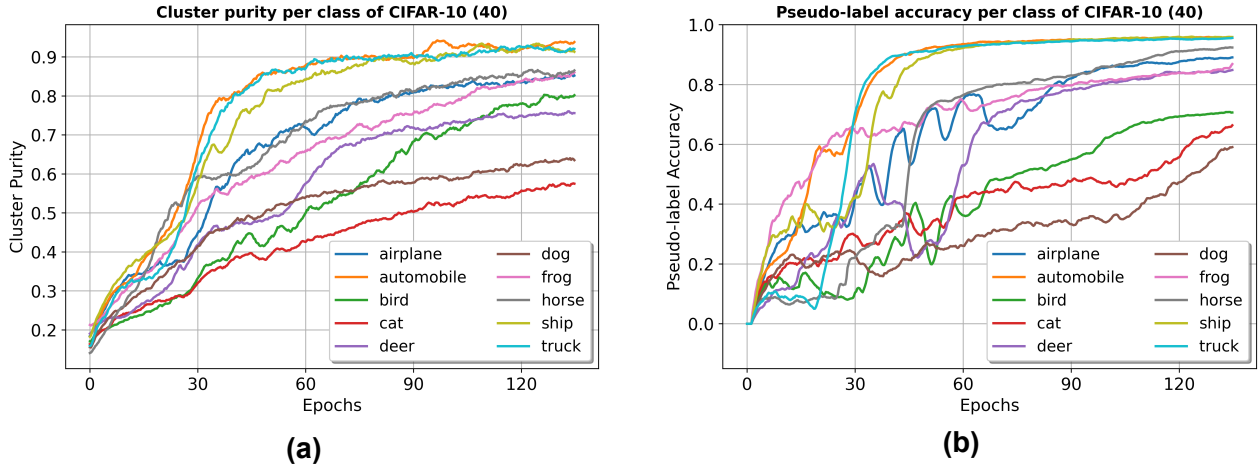 Cluster purity per class of CIFAR-10 (40)
Cluster Purity
0.9
0.8
0.7
0.6
0.5
0.4
0.3
0.2
0 30 60 90 120
Epochs
airplane
automobile
bird
cat
deer
dog
frog
horse
ship
truck
(a)
Pseudo-label accuracy per class of CIFAR-10 (40)
Pseudo-label Accuracy
1.0
0.8
0.6
0.4
0.2
0.0
0 30 60 90 120
Epochs
airplane
automobile
bird
cat
deer
dog
frog
horse
ship
truck
(b)